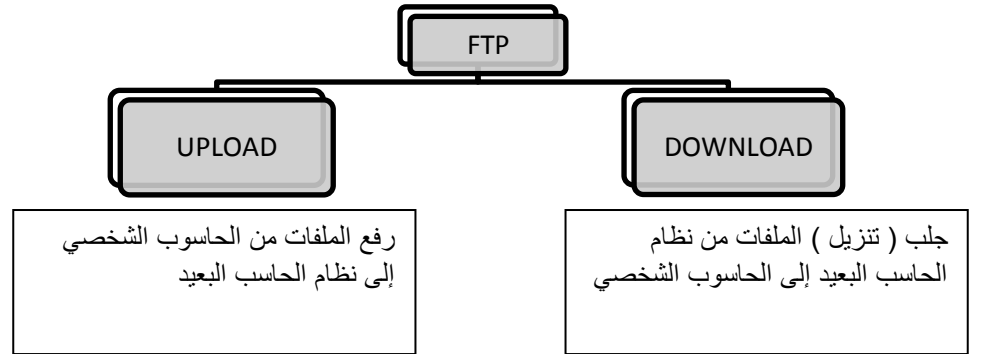 FTP
UPLOAD
DOWNLOAD
رفع الملفات من الحاسوب الشخصي
إلى نظام الحاسب البعيد
جلب ( تنزيل ) الملفات من نظام
الحاسب البعيد إلى الحاسوب الشخصي